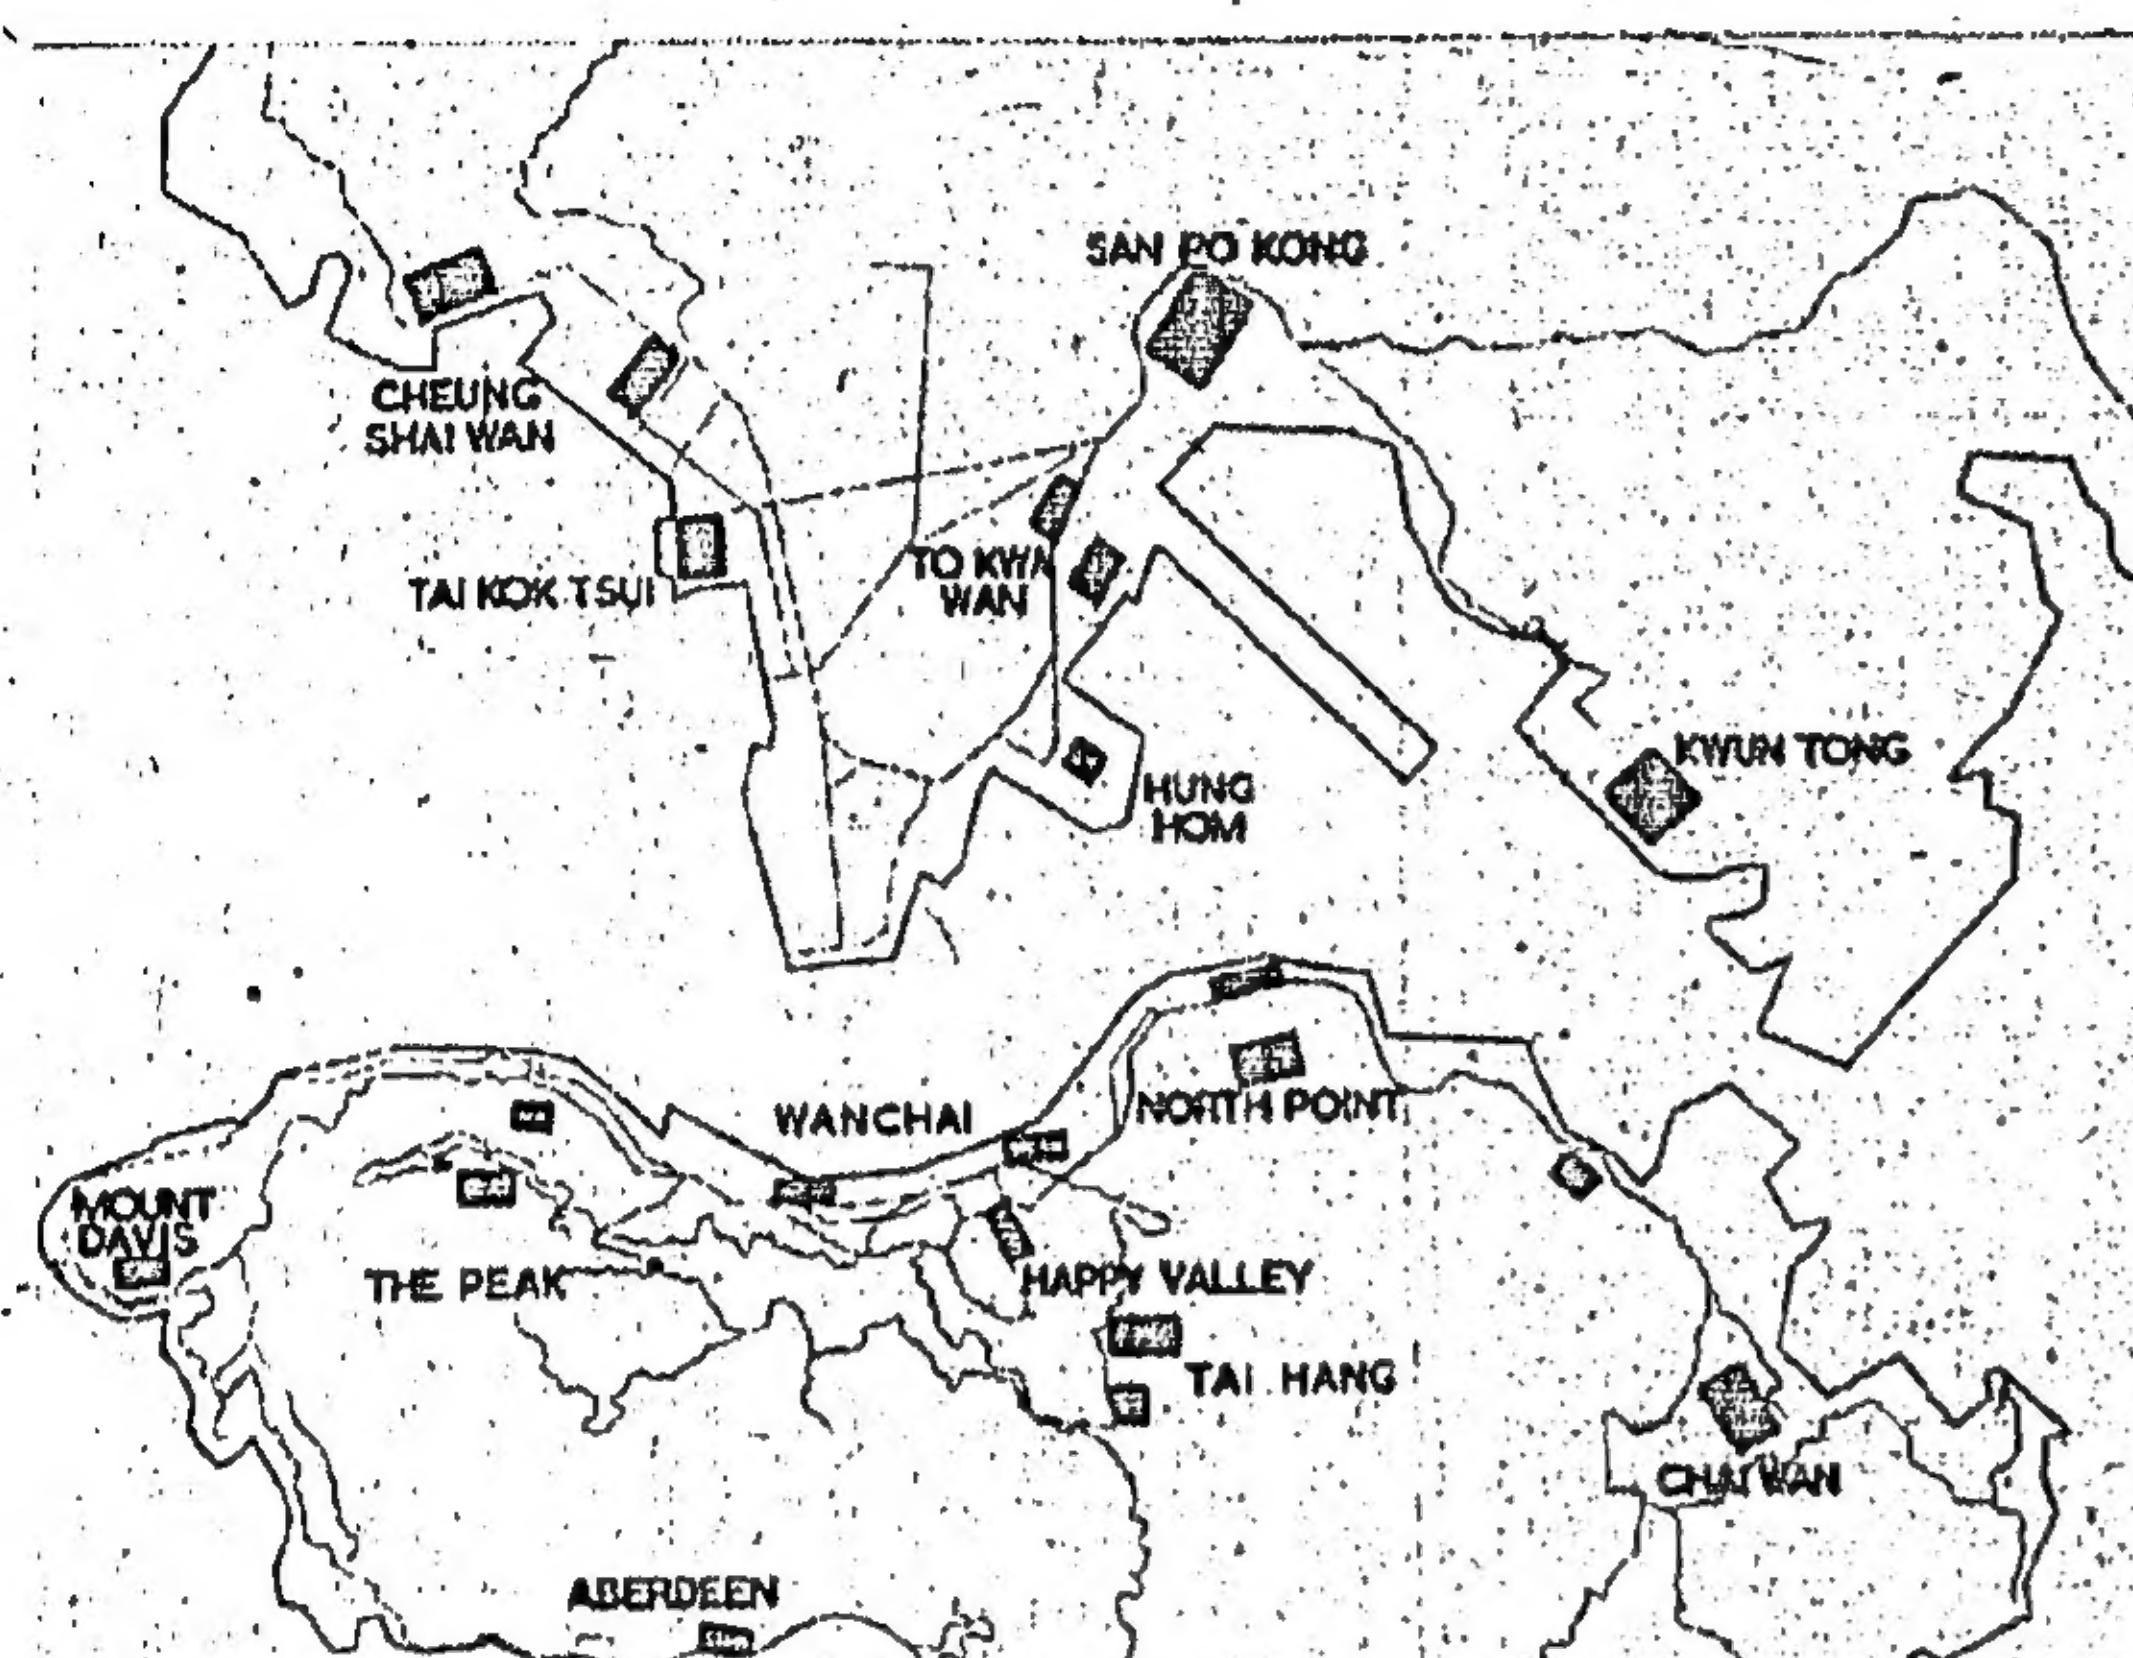 SAN PO KONG
CHEUNG
SHAI WAN
TAI KOK TSUI
TO KWA
WAN
KWUN TONG
HUNG
HOM
WANCHAI
NORTH POINT
MOUNT
DAVIS
THE PEAK
HAPPY VALLEY
TAI HANG
CHAI WAN
ABERDEEN